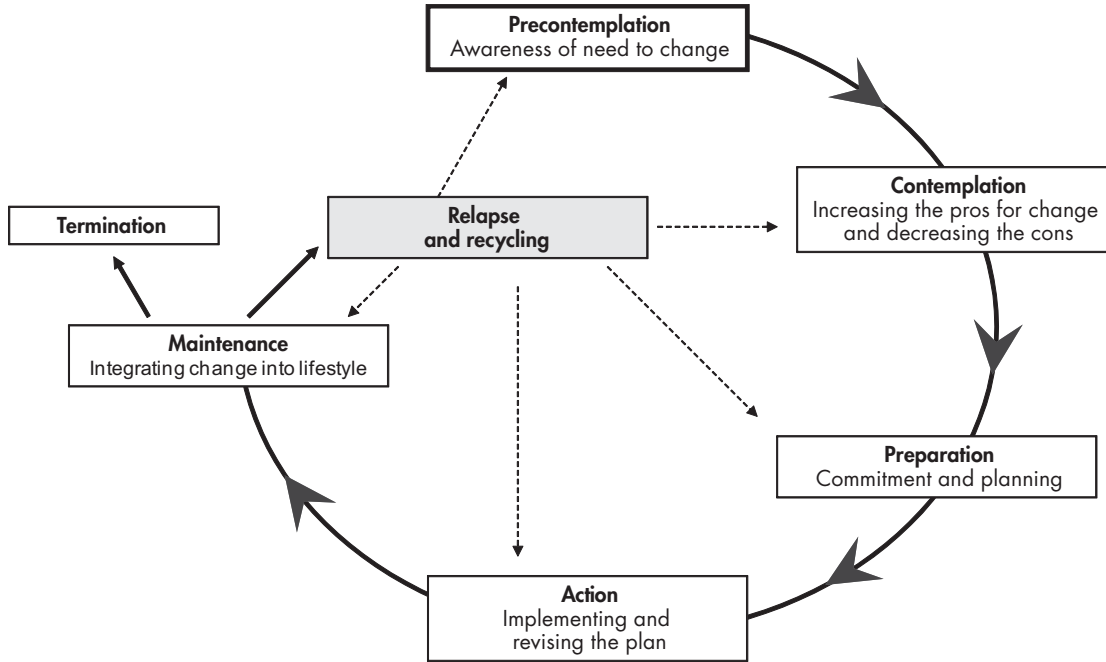 Precontemplation
Awareness of need to change
Contemplation
Increasing the pros for change
and decreasing the cons
Relapse
and recycling
Termination
Maintenance
Integrating change into lifestyle
Preparation
Commitment and planning
Action
Implementing and
revising the plan